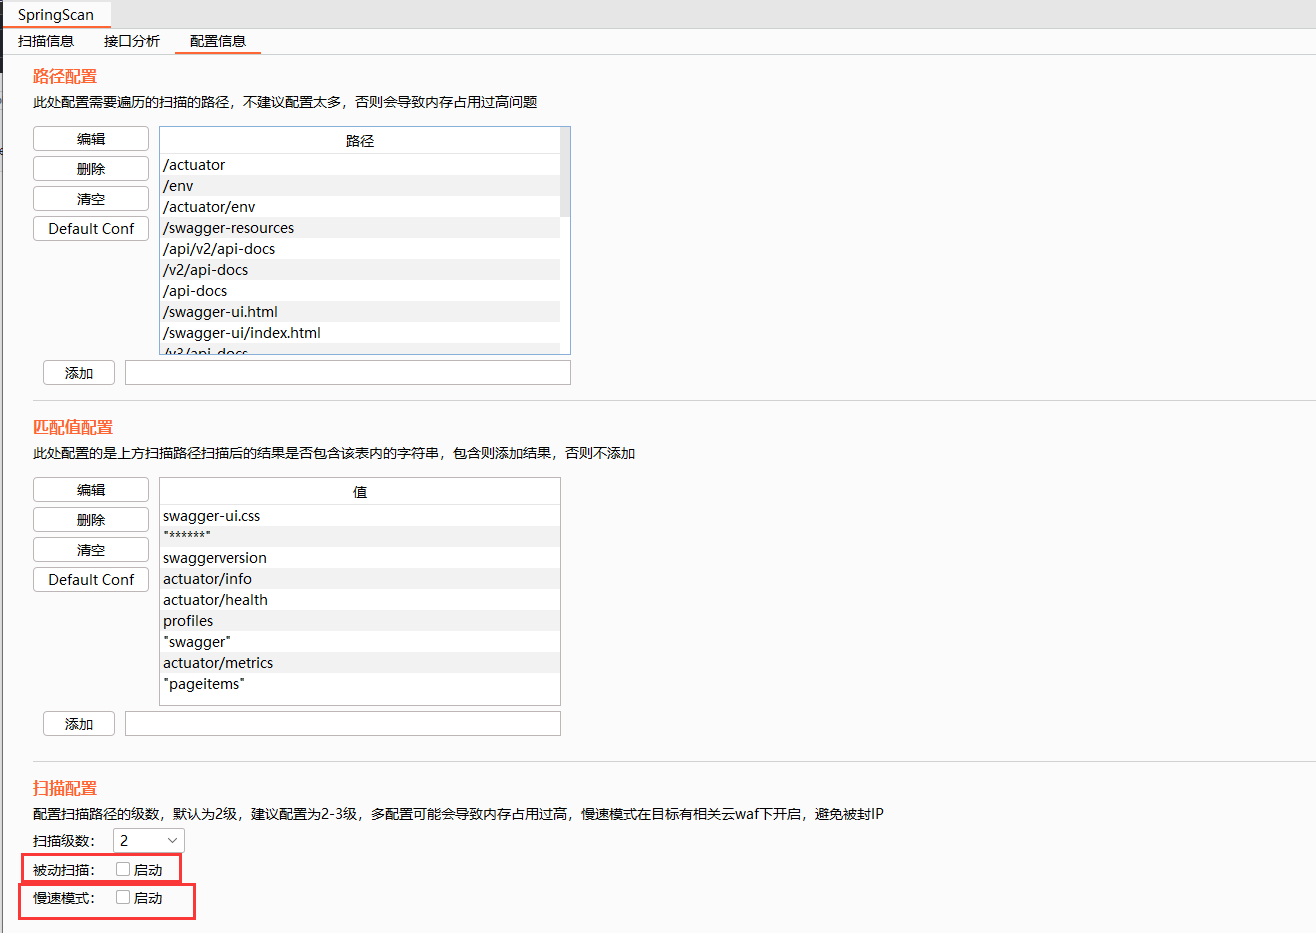 SpringScan
扫描信息 接口分析 配置信息
路径配置
此处配置需要遍历的扫描的路径，不建议配置太多，否则会导致内存占用过高问题
编辑
删除
清空
Default Conf
路径
/actuator
/env
/actuator/env
/swagger-resources
/api/v2/api-docs
/v2/api-docs
/api-docs
/swagger-ui.html
/swagger-ui/index.html
/v3/api-docs
添加
匹配值配置
此处配置的是上方扫描路径扫描后的结果是否包含该表内的字符串，包含则添加结果，否则不添加
编辑
删除
清空
Default Conf
值
swagger-ui.css
"******"
swaggerversion
actuator/info
actuator/health
profiles
"swagger"
actuator/metrics
"pageitems"
添加
扫描配置
配置扫描路径的级数，默认为2级，建议配置为2-3级，多配置可能会导致内存占用过高，慢速模式在目标有相关云waf下开启，避免被封IP
扫描级数： 2
被动扫描： 启动
慢速模式： 启动